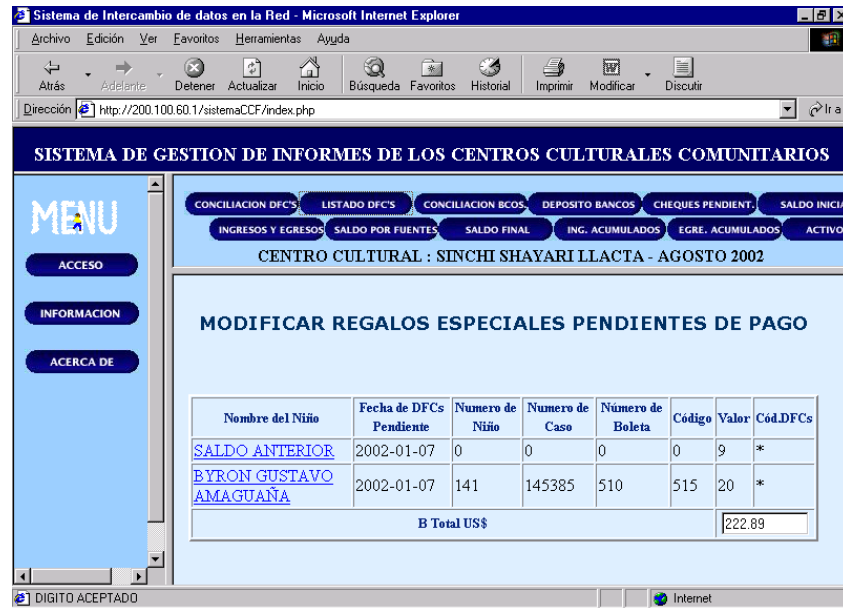 Sistema de Intercambio de datos en la Red - Microsoft Internet Explorer
Archivo Edición Ver Favoritos Herramientas Ayuda
Atrás Adelante Detener Actualizar Inicio Búsqueda Favoritos Historial Imprimir Modificar Discutir
Dirección http://200.100.60.1/sistemaCCF/index.php Ir a
SISTEMA DE GESTION DE INFORMES DE LOS CENTROS CULTURALES COMUNITARIOS
MENU
ACCESO
INFORMACION
ACERCA DE
CONCILIACION DFC'S LISTADO DFC'S CONCILIACION BCOS. DEPOSITO BANCOS CHEQUES PENDIENT. SALDO INICIA
INGRESOS Y EGRESOS SALDO POR FUENTES SALDO FINAL ING. ACUMULADOS EGRE. ACUMULADOS ACTIVO
CENTRO CULTURAL : SINCHI SHAYARI LLACTA - AGOSTO 2002
MODIFICAR REGALOS ESPECIALES PENDIENTES DE PAGO
Nombre del Niño Fecha de DFCs Pendiente Numero de Niño Numero de Caso Número de Boleta Código Valor Cód.DFCs
SALDO ANTERIOR 2002-01-07 0 0 0 0 9 *
BYRON GUSTAVO AMAGUAÑA 2002-01-07 141 145385 510 515 20 *
B Total US$ 222.89
DIGITO ACEPTADO Internet